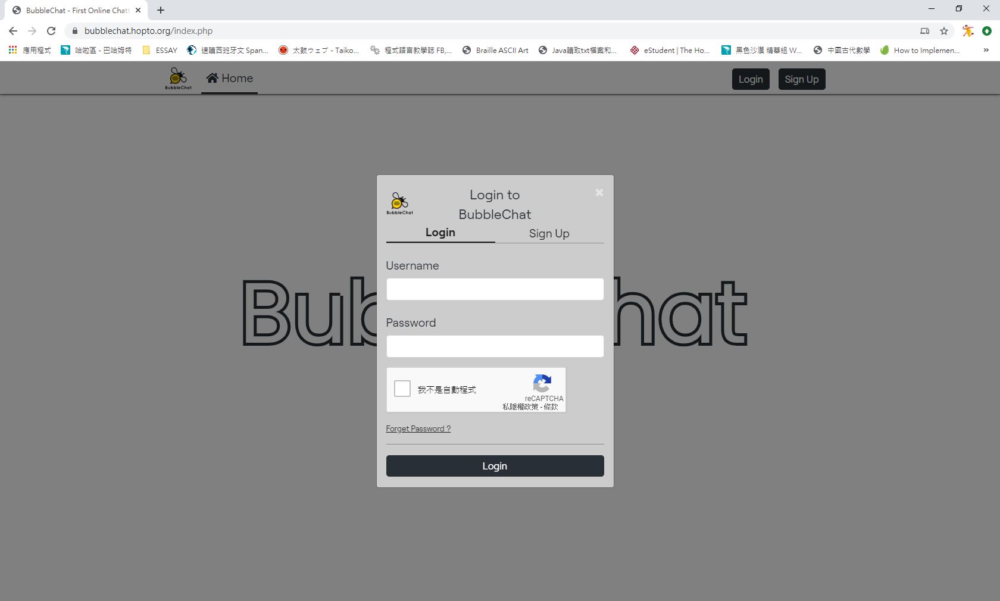 BubbleChat - First Online Chat
bubblechat.hopto.org/index.php
應用程式
哈啦區 - 巴哈姆特
ESSAY
速讀西班牙文 Span...
太鼓ウェブ - Taiko...
程式語言教學誌 FB,...
Braille ASCII Art
Java讀取txt檔案和...
eStudent | The Ho...
黑色沙漠 精華組 W...
中國古代數學
How to Implemen...
»
BubbleChat
Home
Login
Sign Up
BubbleChat
Login to
BubbleChat
Login
Sign Up
Username
Password
我不是自動程式
reCAPTCHA
私隱權政策 - 條款
Forget Password ?
Login
Bub
hat